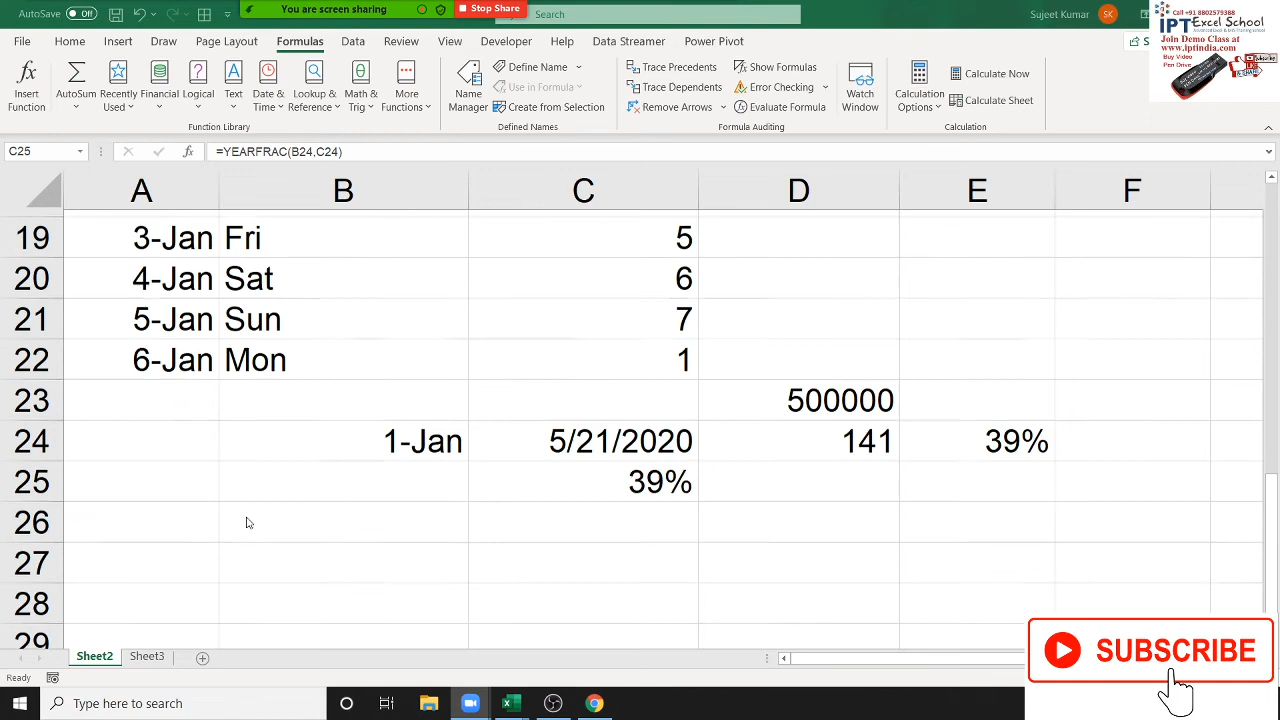 AutoSave Off
You are screen sharing
Stop Share
Search
Sujeet Kumar
SK
Call +91 8802579388
IPT Excel School
Join Demo Class at
www.iptindia.com
Buy Video
Pen Drive
File Home Insert Draw Page Layout Formulas Data Review View Help Data Streamer Power Pivot
Insert Function
AutoSum
Recently Used
Financial
Logical
Text
Date & Time
Lookup & Reference
Math & Trig
More Functions
Function Library
Name Manager
Define Name
Use in Formula
Create from Selection
Defined Names
Trace Precedents
Trace Dependents
Remove Arrows
Show Formulas
Error Checking
Evaluate Formula
Formula Auditing
Watch Window
Calculation Options
Calculate Now
Calculate Sheet
Calculation
C25 fx =YEARFRAC(B24,C24)
A B C D E F
19 3-Jan Fri 5
20 4-Jan Sat 6
21 5-Jan Sun 7
22 6-Jan Mon 1
23 500000
24 1-Jan 5/21/2020 141 39%
25 39%
26
27
28
29
SUBSCRIBE
Sheet2 Sheet3
Ready
Type here to search